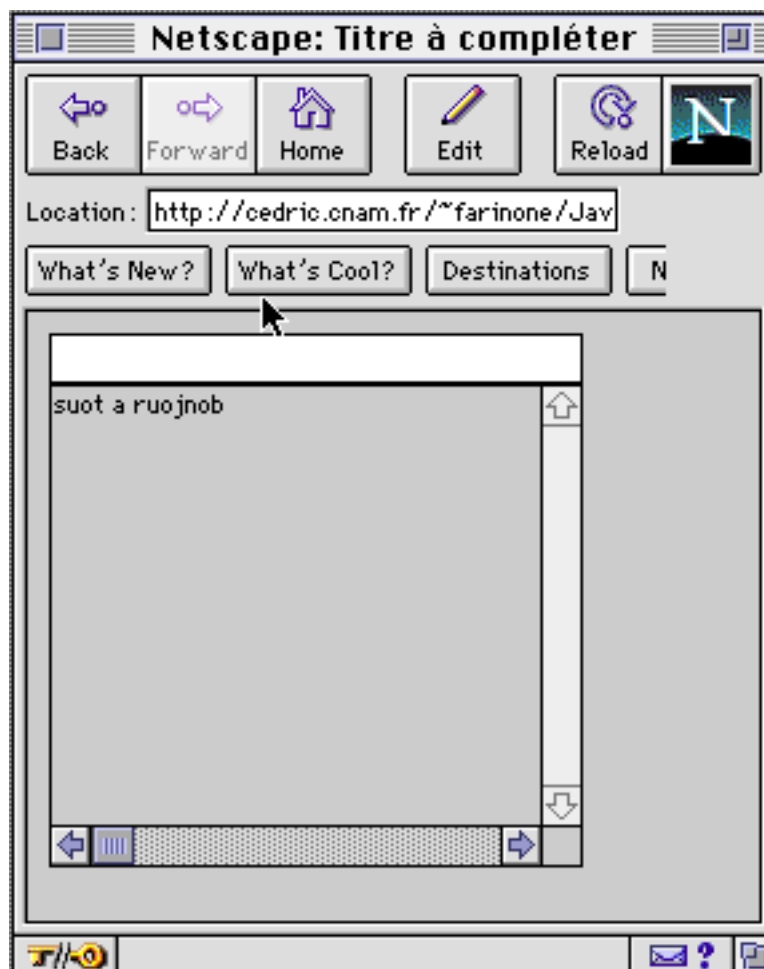 Netscape: Titre à compléter
Back Forward Home Edit Reload N
Location : http://cedric.cnam.fr/~farinone/Jav
What's New? What's Cool? Destinations N
suot a ruojnob
?